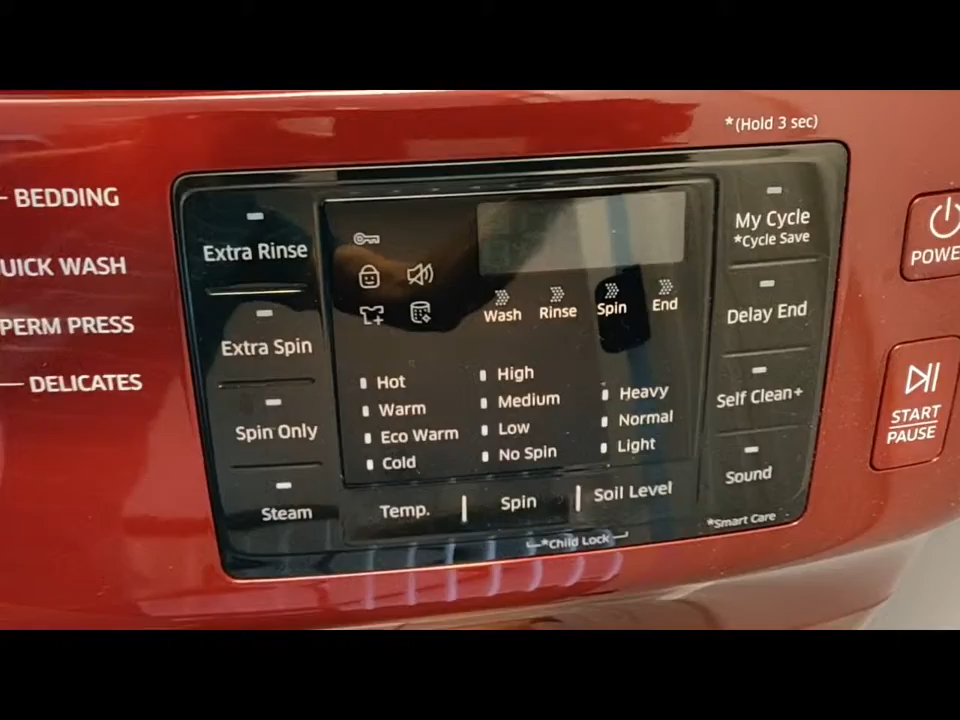 *(Hold 3 sec)
BEDDING
UICK WASH
PERM PRESS
DELICATES
Extra Rinse
Extra Spin
Spin Only
Steam
Wash Rinse Spin End
Hot
Warm
Eco Warm
Cold
High
Medium
Low
No Spin
Heavy
Normal
Light
Temp. Spin Soil Level
*Child Lock
My Cycle
*Cycle Save
Delay End
Self Clean+
Sound
*Smart Care
POWER
START
PAUSE